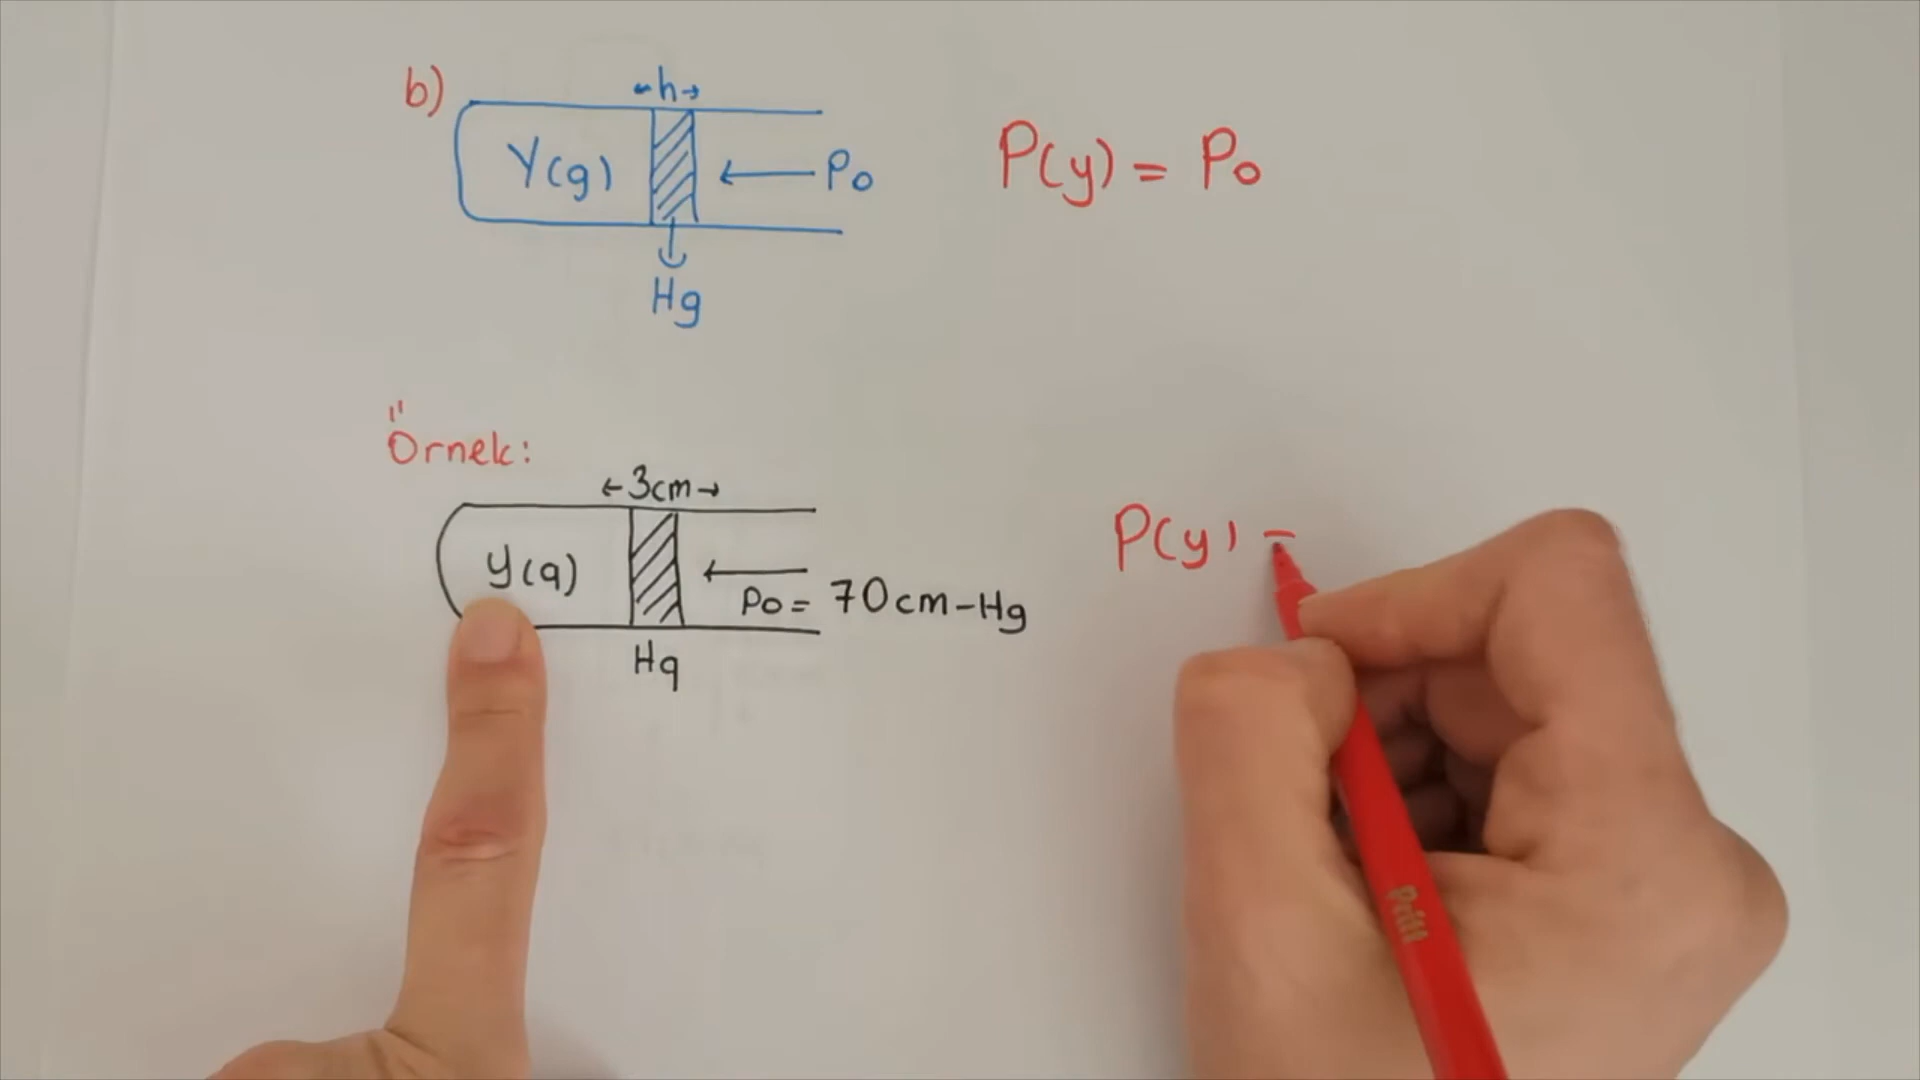 b)
←h→
Y(g)
← Po
Hg
P(y) = Po
Örnek:
←3cm→
y(g)
←
Po = 70cm-Hg
Hg
P(y) =
Pritt